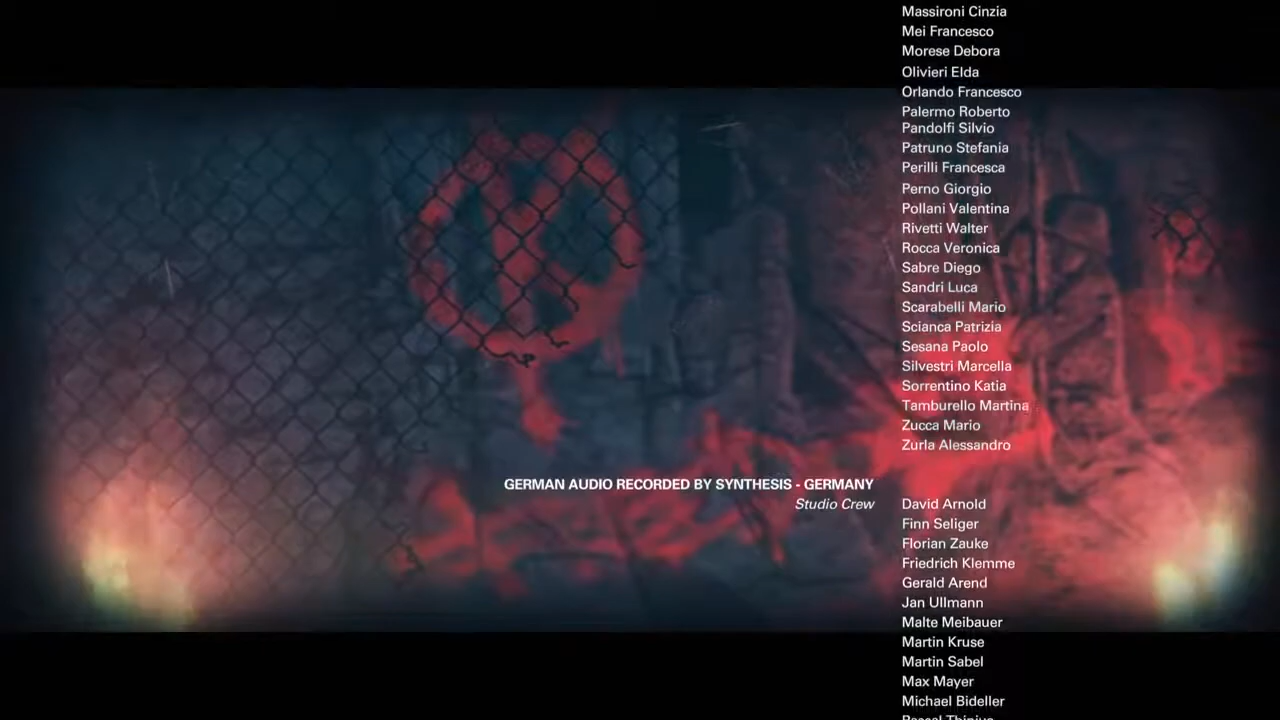 Massironi Cinzia
Mei Francesco
Morese Debora
Olivieri Elda
Orlando Francesco
Palermo Roberto
Pandolfi Silvio
Patruno Stefania
Perilli Francesca
Perno Giorgio
Pollani Valentina
Rivetti Walter
Rocca Veronica
Sabre Diego
Sandri Luca
Scarabelli Mario
Scianca Patrizia
Sesana Paolo
Silvestri Marcella
Sorrentino Katia
Tamburello Martina
Zucca Mario
Zurla Alessandro
GERMAN AUDIO RECORDED BY SYNTHESIS - GERMANY
Studio Crew
David Arnold
Finn Seliger
Florian Zauke
Friedrich Klemme
Gerald Arend
Jan Ullmann
Malte Meibauer
Martin Kruse
Martin Sabel
Max Mayer
Michael Bideller